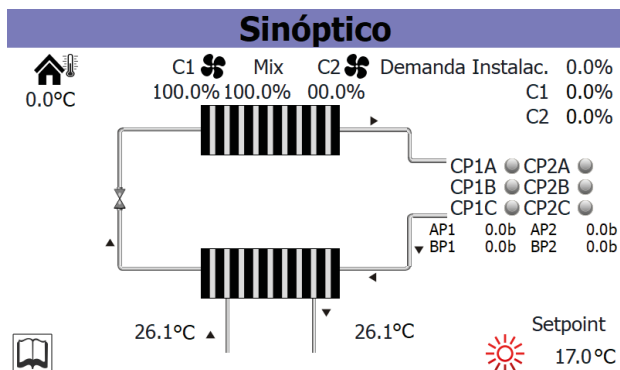 Sinóptico
C1 Mix C2 Demanda Instalac. 0.0%
0.0°C 100.0% 100.0% 00.0% C1 0.0%
C2 0.0%
CP1A CP2A
CP1B CP2B
CP1C CP2C
AP1 0.0b AP2 0.0b
BP1 0.0b BP2 0.0b
26.1°C 26.1°C
Setpoint
17.0°C